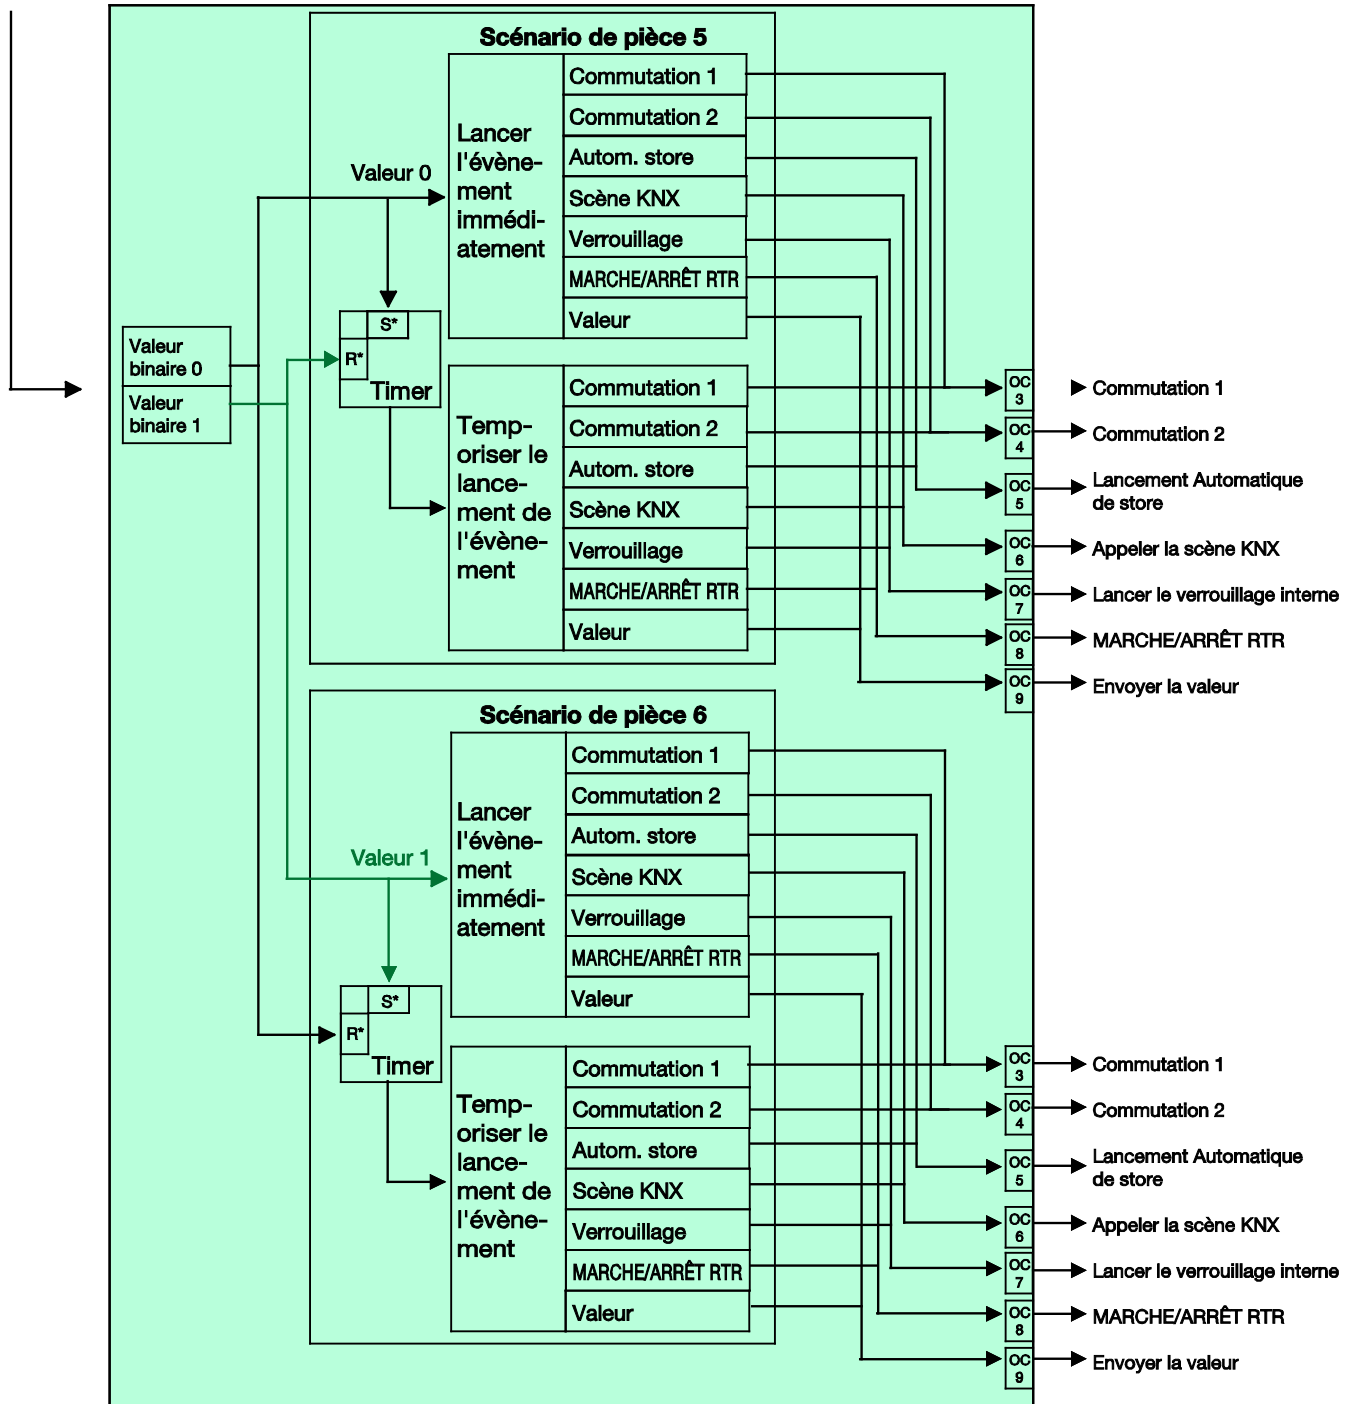 Scénario de pièce 5
Valeur 0
Lancer
l'évène-
ment
immédi-
atement
Commutation 1
Commutation 2
Autom. store
Scène KNX
Verrouillage
MARCHE/ARRÊT RTR
Valeur
Valeur
binaire 0
Valeur
binaire 1
S*
R*
Timer
Temp-
oriser le
lance-
ment de
l'évène-
ment
Commutation 1
Commutation 2
Autom. store
Scène KNX
Verrouillage
MARCHE/ARRÊT RTR
Valeur
OC
3
Commutation 1
OC
4
Commutation 2
OC
5
Lancement Automatique
de store
OC
6
Appeler la scène KNX
OC
7
Lancer le verrouillage interne
OC
8
MARCHE/ARRÊT RTR
OC
9
Envoyer la valeur
Scénario de pièce 6
Valeur 1
Lancer
l'évène-
ment
immédi-
atement
Commutation 1
Commutation 2
Autom. store
Scène KNX
Verrouillage
MARCHE/ARRÊT RTR
Valeur
S*
R*
Timer
Temp-
oriser le
lance-
ment de
l'évène-
ment
Commutation 1
Commutation 2
Autom. store
Scène KNX
Verrouillage
MARCHE/ARRÊT RTR
Valeur
OC
3
Commutation 1
OC
4
Commutation 2
OC
5
Lancement Automatique
de store
OC
6
Appeler la scène KNX
OC
7
Lancer le verrouillage interne
OC
8
MARCHE/ARRÊT RTR
OC
9
Envoyer la valeur